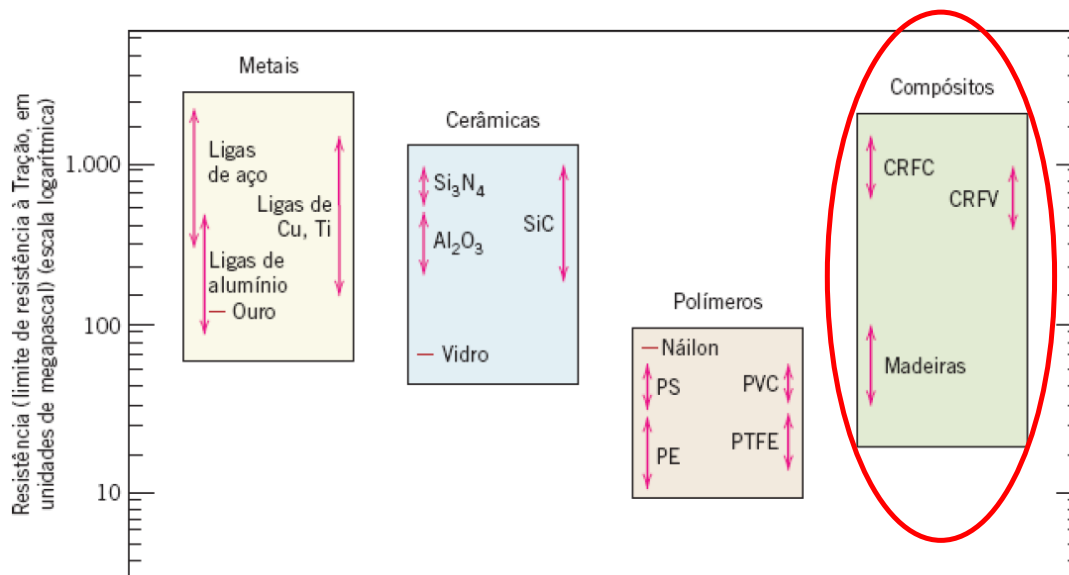 Resistência (limite de resistência à Tração, em
unidades de megapascal) (escala logarítmica)
1.000
100
10
Metais
Ligas
de aço
Ligas de
Cu, Ti
Ligas de
alumínio
Ouro
Cerâmicas
Si₃N₄
Al₂O₃
SiC
Vidro
Polímeros
Náilon
PS
PVC
PE
PTFE
Compósitos
CRFC
CRFV
Madeiras